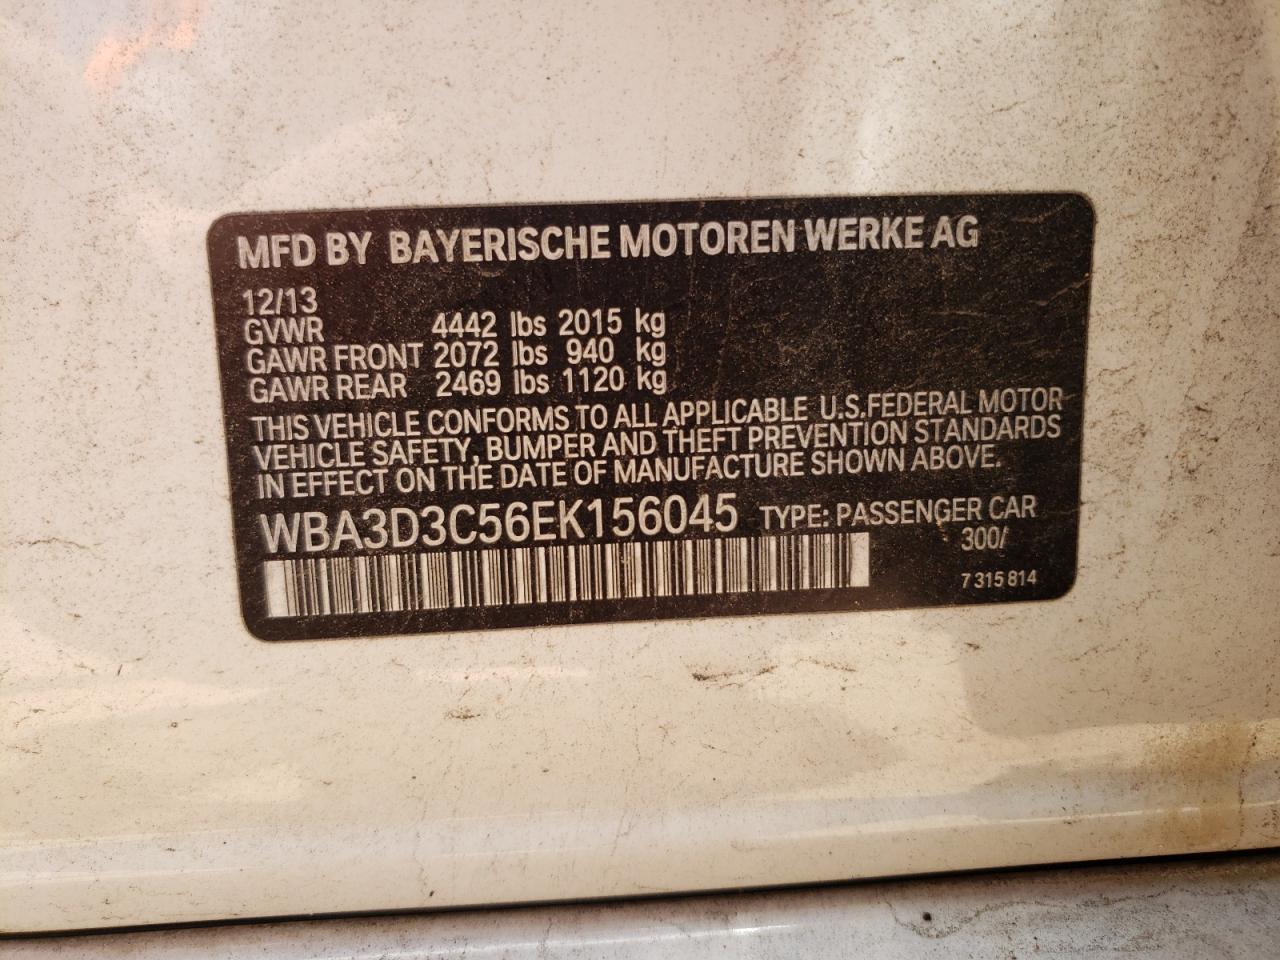 MFD BY BAYERISCHE MOTOREN WERKE AG
12/13
GVWR 4442 lbs 2015 kg
GAWR FRONT 2072 lbs 940 kg
GAWR REAR 2469 lbs 1120 kg
THIS VEHICLE CONFORMS TO ALL APPLICABLE U.S.FEDERAL MOTOR
VEHICLE SAFETY, BUMPER AND THEFT PREVENTION STANDARDS
IN EFFECT ON THE DATE OF MANUFACTURE SHOWN ABOVE.
WBA3D3C56EK156045 TYPE: PASSENGER CAR
300/
7 315 814